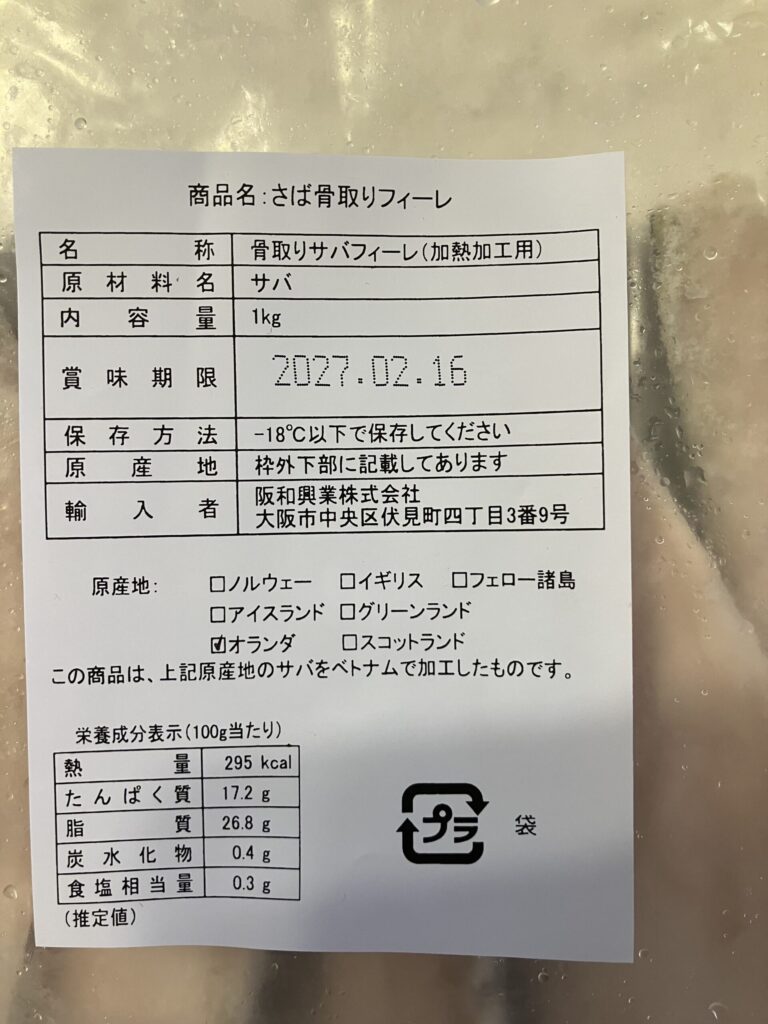 商品名:さば骨取りフィーレ
名称 骨取りサバフィーレ(加熱加工用)
原材料名 サバ
内容量 1kg
賞味期限 2027.02.16
保存方法 -18℃以下で保存してください
原産地 枠外下部に記載してあります
輸入者 阪和興業株式会社
大阪市中央区伏見町四丁目3番9号
原産地: □ノルウェー □イギリス □フェロー諸島
□アイスランド □グリーンランド
☑オランダ □スコットランド
この商品は、上記原産地のサバをベトナムで加工したものです。
栄養成分表示(100g当たり)
熱量 295 kcal
たんぱく質 17.2 g
脂質 26.8 g
炭水化物 0.4 g
食塩相当量 0.3 g
(推定値)
プラ 袋